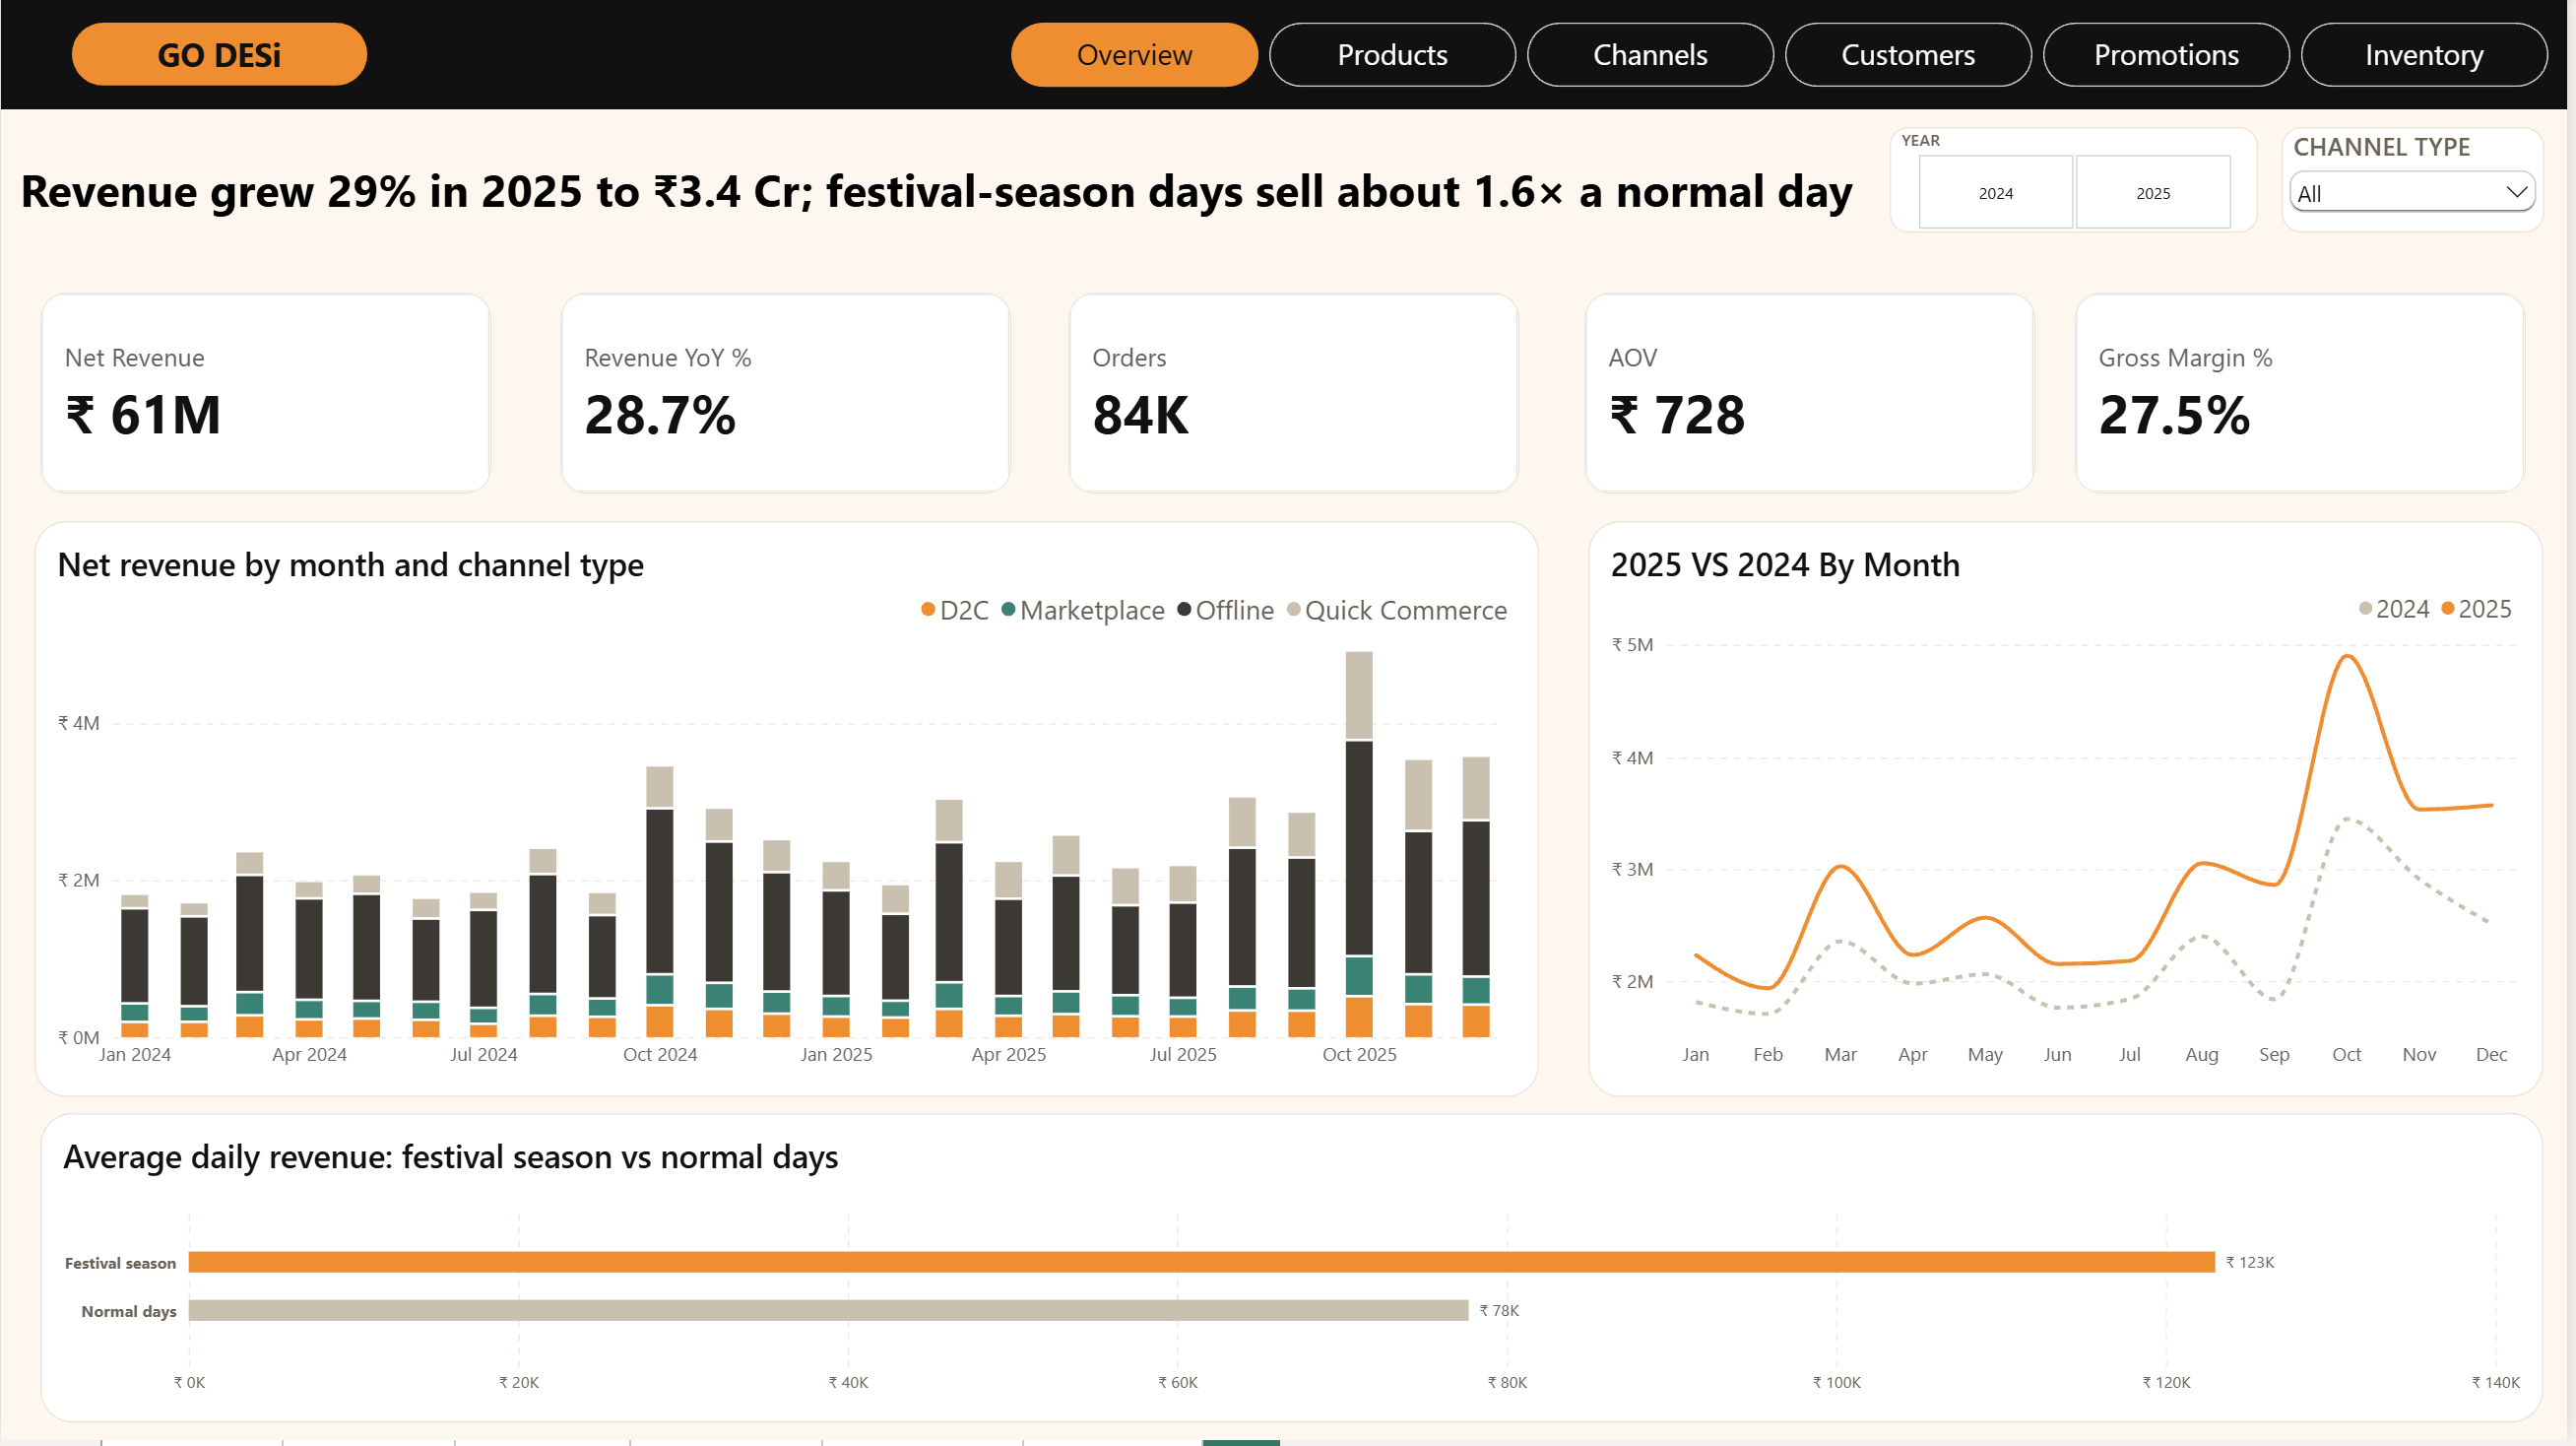 GO DESi
Overview
Products
Channels
Customers
Promotions
Inventory
Revenue grew 29% in 2025 to ₹3.4 Cr; festival-season days sell about 1.6× a normal day
YEAR
2024
2025
CHANNEL TYPE
All
Net Revenue
₹ 61M
Revenue YoY %
28.7%
Orders
84K
AOV
₹ 728
Gross Margin %
27.5%
Net revenue by month and channel type
D2C Marketplace Offline Quick Commerce
₹ 4M
₹ 2M
₹ 0M
Jan 2024 Apr 2024 Jul 2024 Oct 2024 Jan 2025 Apr 2025 Jul 2025 Oct 2025
2025 VS 2024 By Month
2024 2025
₹ 5M
₹ 4M
₹ 3M
₹ 2M
Jan Feb Mar Apr May Jun Jul Aug Sep Oct Nov Dec
Average daily revenue: festival season vs normal days
Festival season ₹ 123K
Normal days ₹ 78K
₹ 0K ₹ 20K ₹ 40K ₹ 60K ₹ 80K ₹ 100K ₹ 120K ₹ 140K